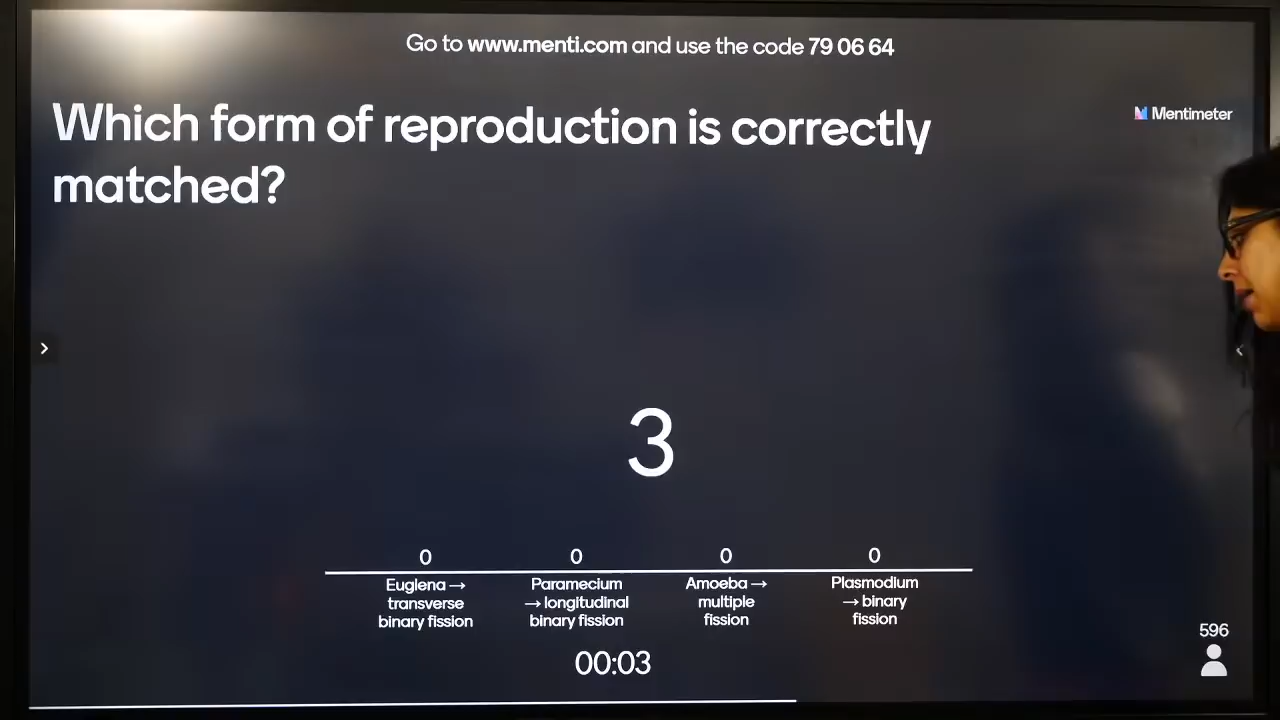 Go to www.menti.com and use the code 79 06 64
Which form of reproduction is correctly
matched?
Mentimeter
3
0 0 0 0
Euglena →
transverse
binary fission
Paramecium
→ longitudinal
binary fission
Amoeba →
multiple
fission
Plasmodium
→ binary
fission
00:03
596